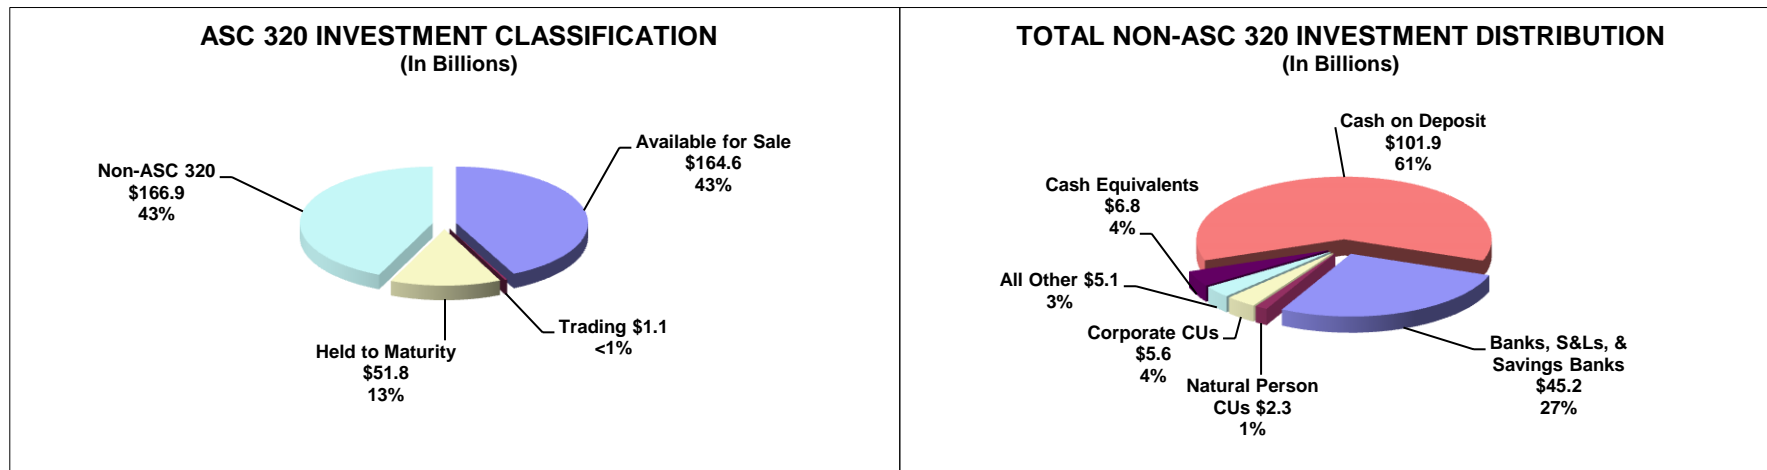 ASC 320 INVESTMENT CLASSIFICATION
(In Billions)
Available for Sale
$164.6
43%
Non-ASC 320
$166.9
43%
Trading $1.1
<1%
Held to Maturity
$51.8
13%
TOTAL NON-ASC 320 INVESTMENT DISTRIBUTION
(In Billions)
Cash on Deposit
$101.9
61%
Cash Equivalents
$6.8
4%
All Other $5.1
3%
Corporate CUs
$5.6
4%
Natural Person
CUs $2.3
1%
Banks, S&Ls, &
Savings Banks
$45.2
27%